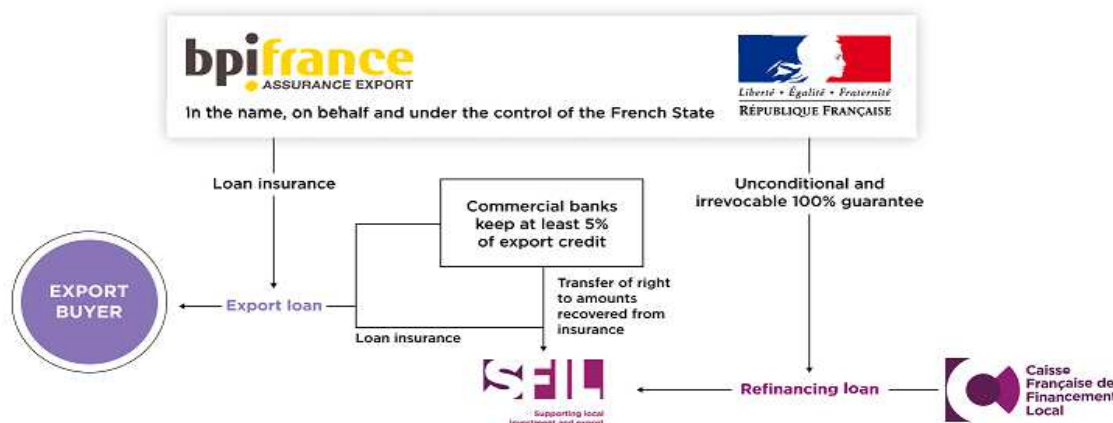 bpifrance
ASSURANCE EXPORT
In the name, on behalf and under the control of the French State
Liberté • Égalité • Fraternité
RÉPUBLIQUE FRANÇAISE
Loan insurance
Unconditional and
irrevocable 100% guarantee
Commercial banks
keep at least 5%
of export credit
EXPORT
BUYER
Export loan
Transfer of right
to amounts
recovered from
insurance
Loan insurance
SFIL
Supporting local
investment and export
Refinancing loan
Caisse
Française de
Financement
Local